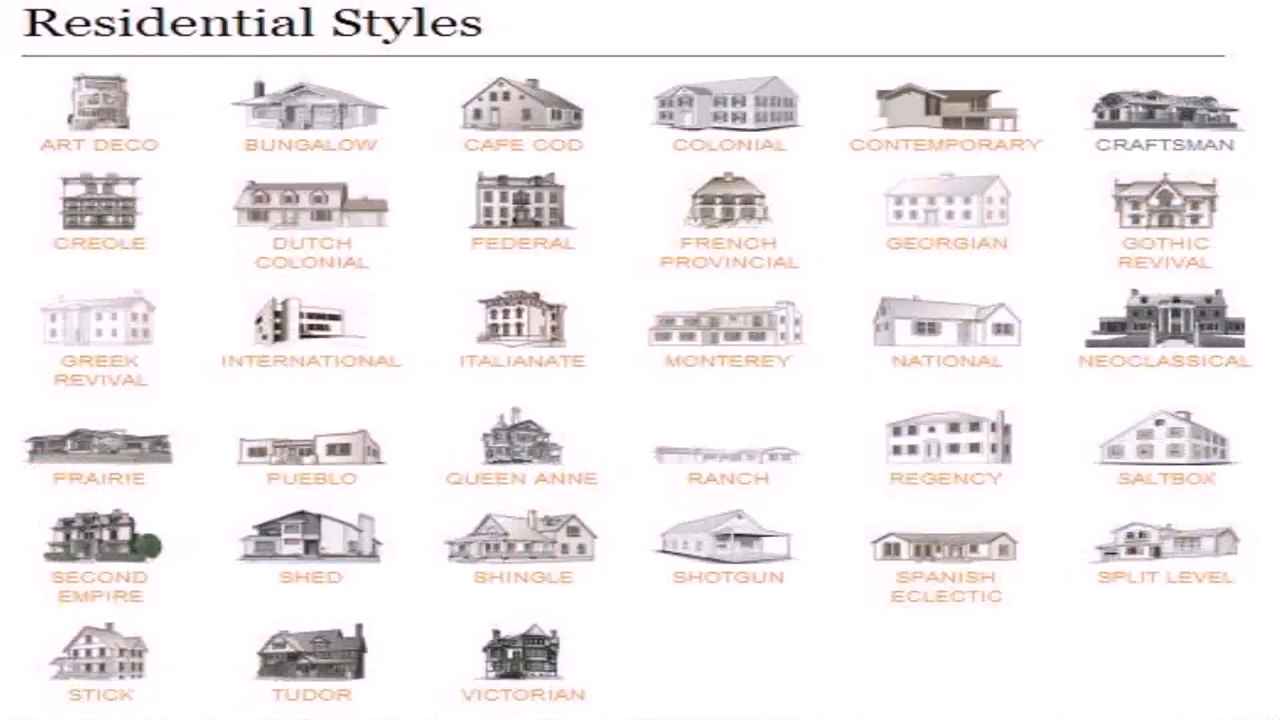 Residential Styles
ART DECO
BUNGALOW
CAPE COD
COLONIAL
CONTEMPORARY
CRAFTSMAN
CREOLE
DUTCH
COLONIAL
FEDERAL
FRENCH
PROVINCIAL
GEORGIAN
GOTHIC
REVIVAL
GREEK
REVIVAL
INTERNATIONAL
ITALIANATE
MONTEREY
NATIONAL
NEOCLASSICAL
PRAIRIE
PUEBLO
QUEEN ANNE
RANCH
REGENCY
SALTBOX
SECOND
EMPIRE
SHED
SHINGLE
SHOTGUN
SPANISH
ECLECTIC
SPLIT LEVEL
STICK
TUDOR
VICTORIAN